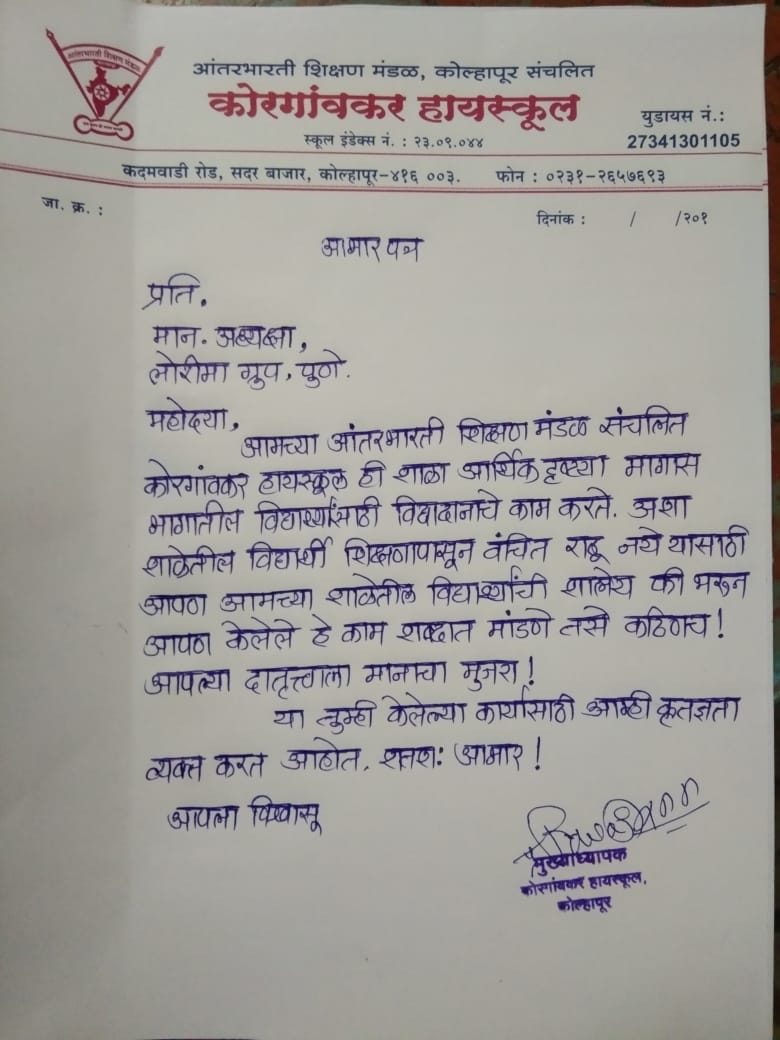 आंतरभारती शिक्षण मंडळ
आंतरभारती शिक्षण मंडळ, कोल्हापूर संचलित
कोरगांवकर हायस्कूल
स्कूल इंडेक्स नं. : २३.०९.०४४
युडायस नं.:
27341301105
कदमवाडी रोड, सदर बाजार, कोल्हापूर-४१६ ००३. फोन : ०२३१-२६५७६९३
जा. क्र. :
दिनांक : / /२०१
आभार पत्र
प्रति.
मान. अध्यक्षा,
लोरीमा ग्रुप, पुणे.
महोदया,
आमच्या आंतरभारती शिक्षण मंडळ संचलित
कोरगांवकर हायस्कूल ही शाळा आर्थिकदृष्ट्या मागास
भागातील विद्यार्थ्यांसाठी विद्यादानाचे काम करते. अशा
शाळेतील विद्यार्थी शिक्षणापासून वंचित राहू नये यासाठी
आपण आमच्या शाळेतील विद्यार्थ्यांची शालेय फी भरून
आपण केलेले हे काम शब्दात मांडणे तसे कठिणच!
आपल्या दातृत्त्वाला मानाचा मुजरा!
या तुम्ही केलेल्या कार्यासाठी आम्ही कृतज्ञता
व्यक्त करत आहोत. शतशः आभार!
आपला विश्वासू
मुख्याध्यापक
कोरगांवकर हायस्कूल,
कोल्हापूर